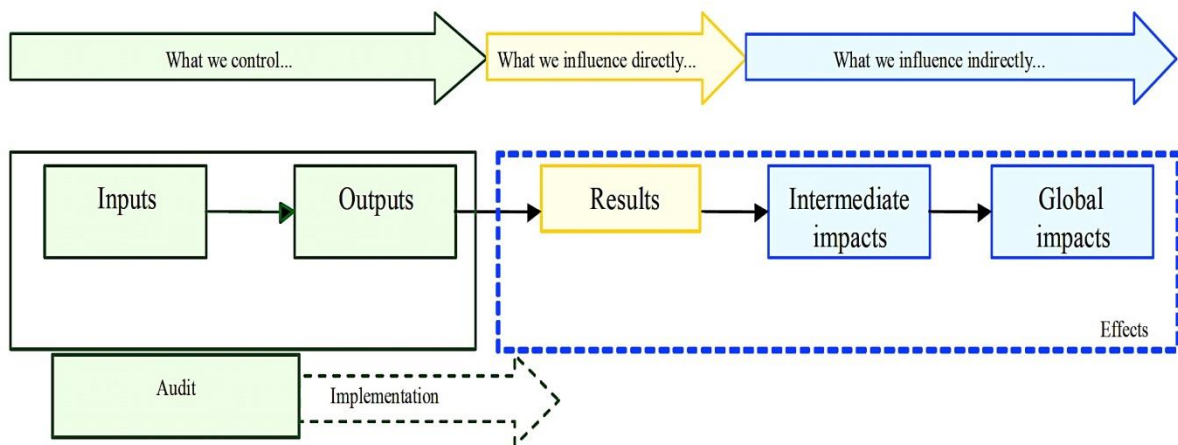 What we control...
What we influence directly...
What we influence indirectly...
Inputs
Outputs
Results
Intermediate
impacts
Global
impacts
Effects
Audit
Implementation